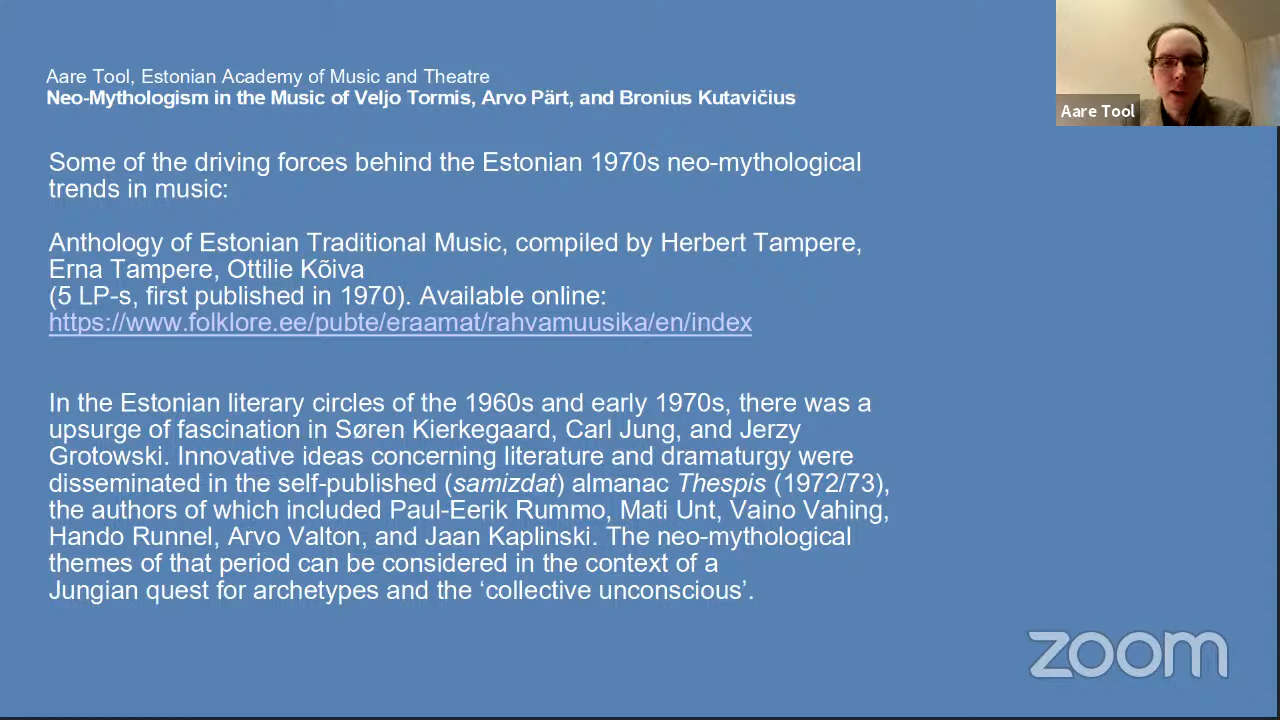 Aare Tool, Estonian Academy of Music and Theatre
Neo-Mythologism in the Music of Veljo Tormis, Arvo Pärt, and Bronius Kutavičius
Aare Tool
Some of the driving forces behind the Estonian 1970s neo-mythological
trends in music:
Anthology of Estonian Traditional Music, compiled by Herbert Tampere,
Erna Tampere, Ottilie Kõiva
(5 LP-s, first published in 1970). Available online:
https://www.folklore.ee/pubte/eraamat/rahvamuusika/en/index
In the Estonian literary circles of the 1960s and early 1970s, there was a
upsurge of fascination in Søren Kierkegaard, Carl Jung, and Jerzy
Grotowski. Innovative ideas concerning literature and dramaturgy were
disseminated in the self-published (samizdat) almanac Thespis (1972/73),
the authors of which included Paul-Eerik Rummo, Mati Unt, Vaino Vahing,
Hando Runnel, Arvo Valton, and Jaan Kaplinski. The neo-mythological
themes of that period can be considered in the context of a
Jungian quest for archetypes and the ‘collective unconscious’.
zoom